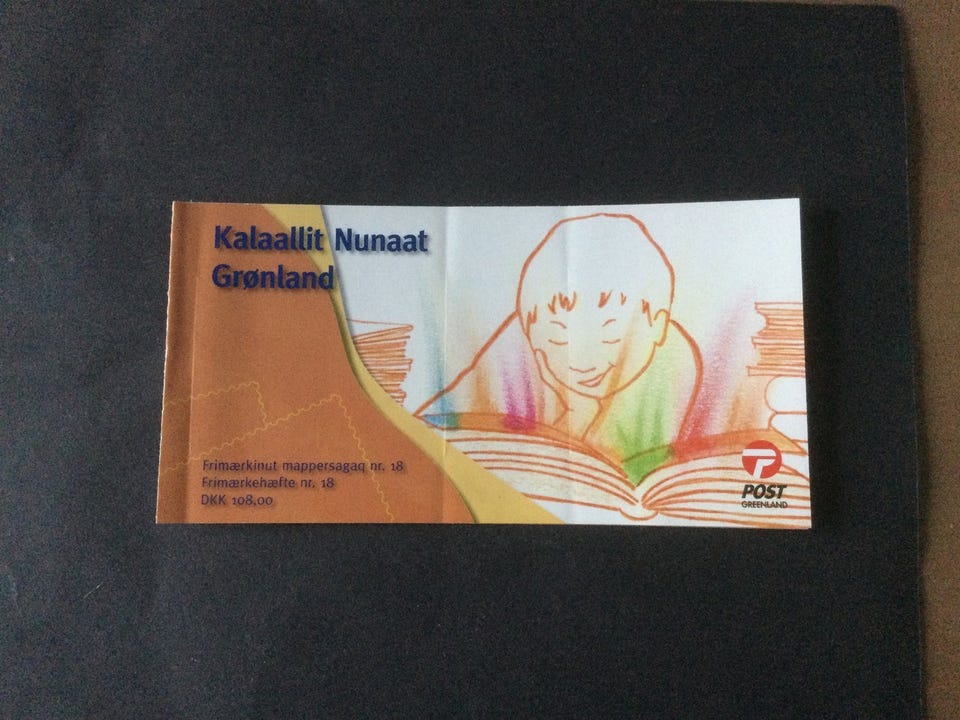 Kalaallit Nunaat
Grønland
Frimærkinut mappersagaq nr. 18
Frimærkehæfte nr. 18
DKK 108,00
POST
GREENLAND